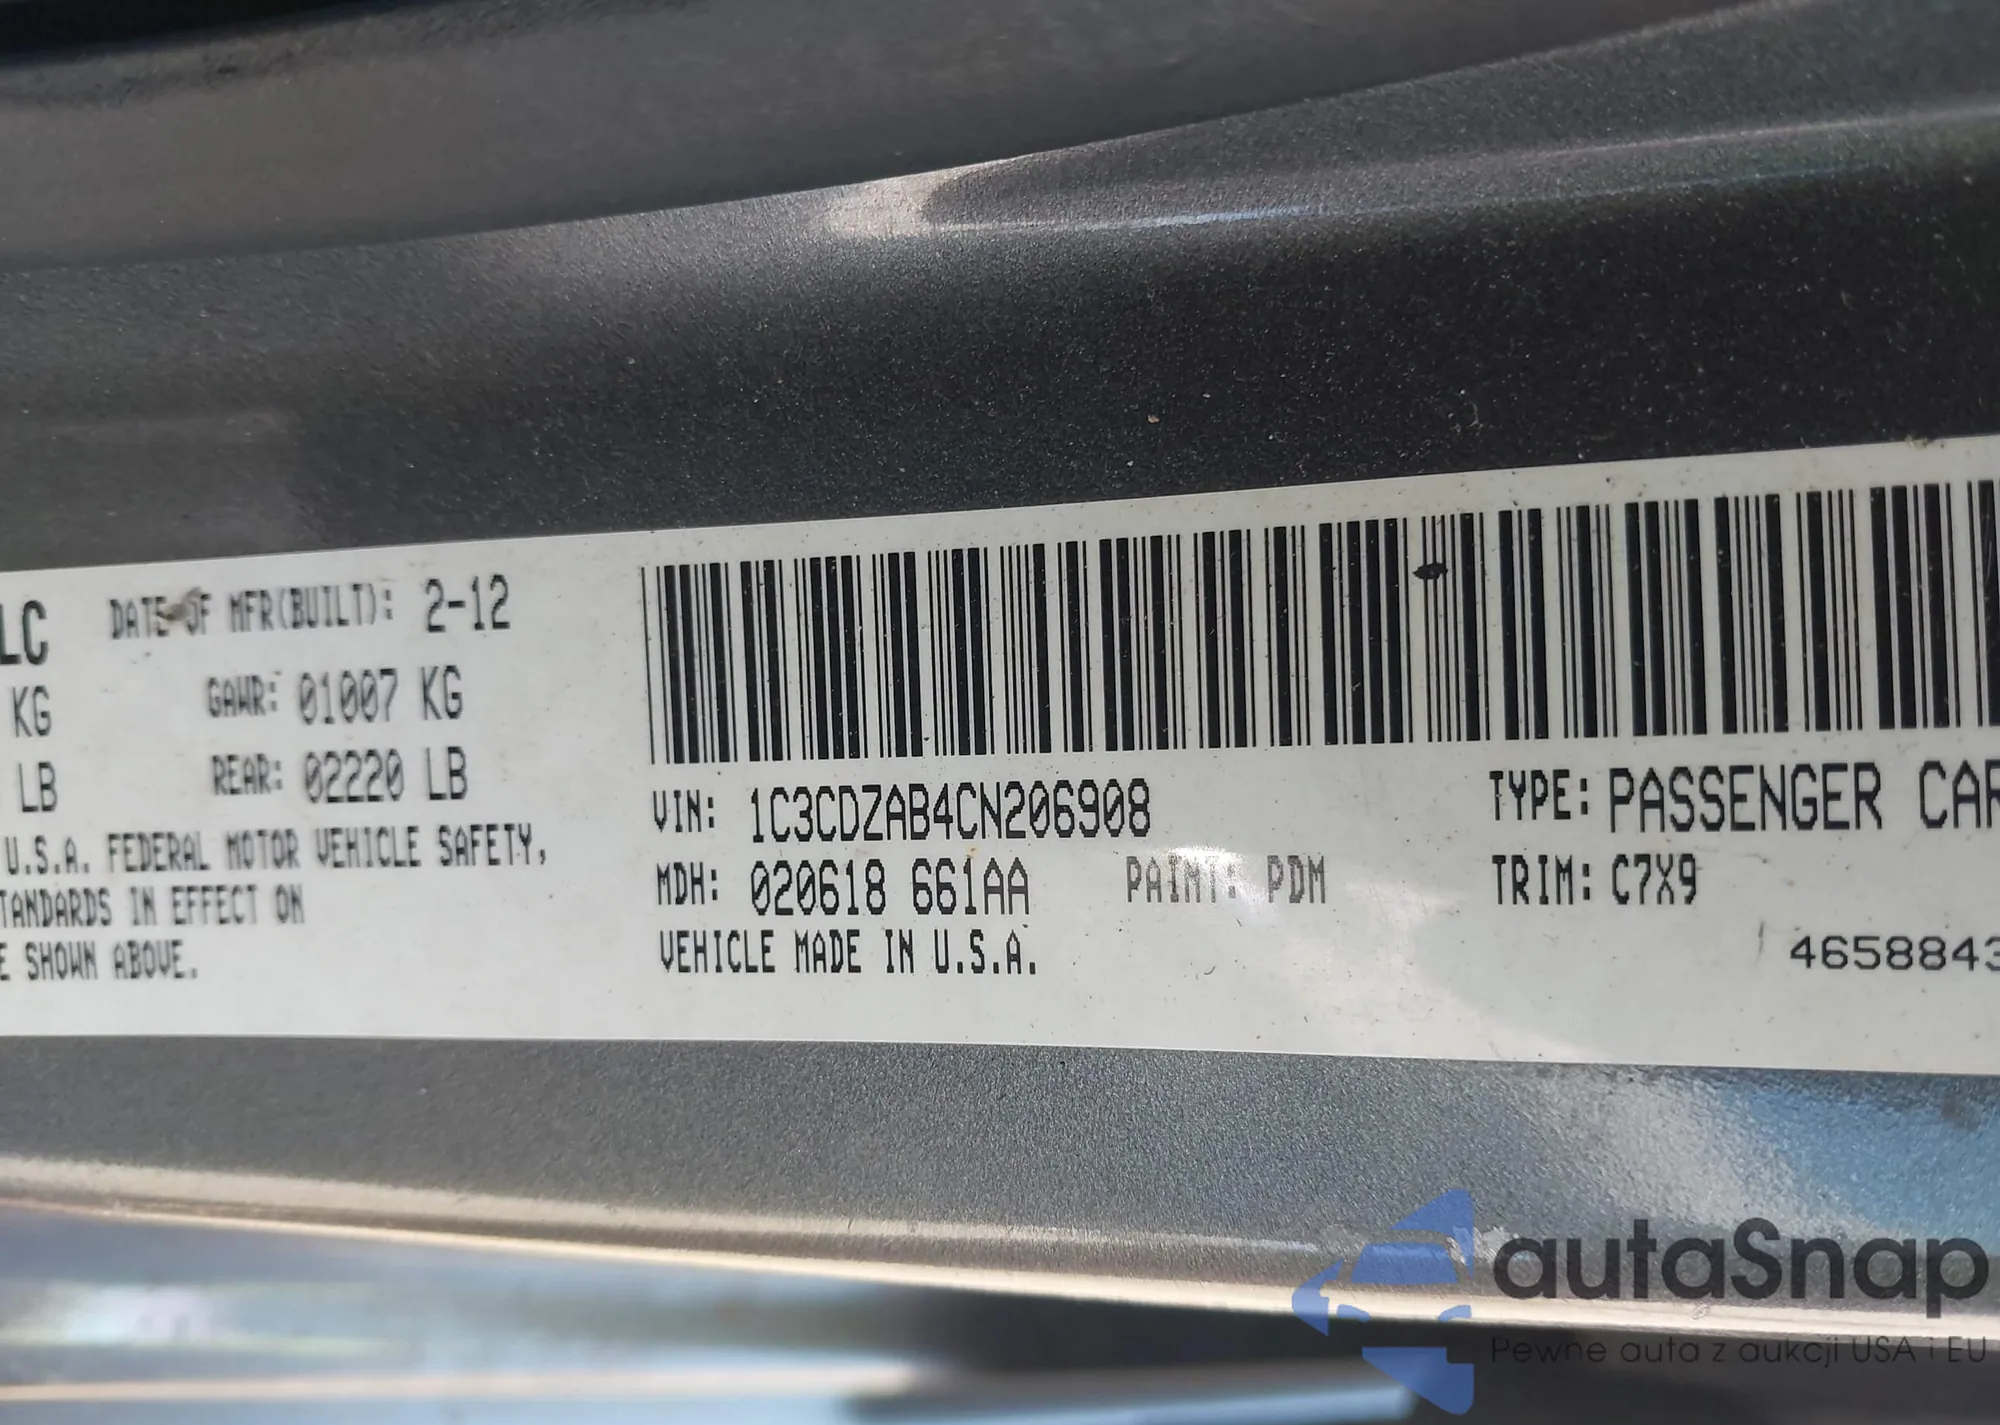 LC DATE OF MFR(BUILT): 2-12
KG GAWR: 01007 KG
LB REAR: 02220 LB
U.S.A. FEDERAL MOTOR VEHICLE SAFETY,
TANDARDS IN EFFECT ON
E SHOWN ABOVE.
VIN: 1C3CDZAB4CN206908 TYPE: PASSENGER CAR
MDH: 020618 661AA PAINT: PDM TRIM: C7X9
VEHICLE MADE IN U.S.A.
4658843
autaSnap
Pewne auta z aukcji USA i EU